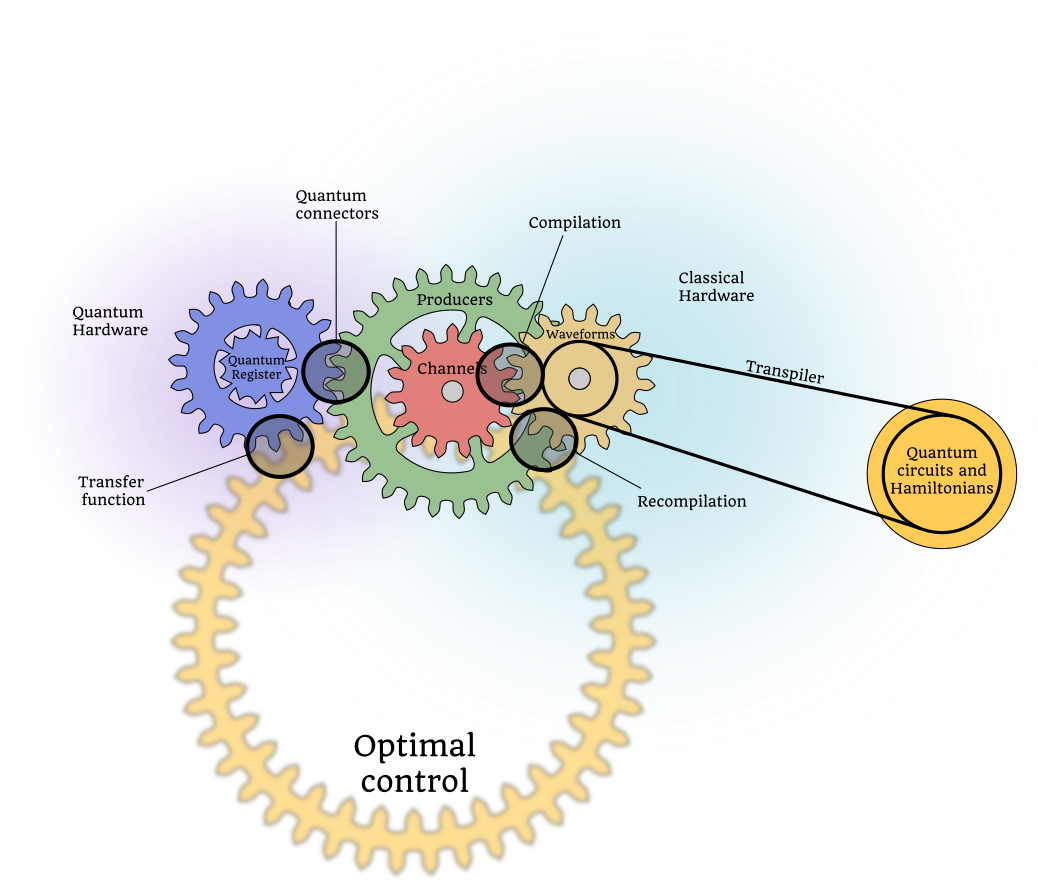 Quantum
connectors
Compilation
Classical
Hardware
Quantum
Hardware
Producers
Waveforms
Quantum
Register
Channels
Transpiler
Quantum
circuits and
Hamiltonians
Transfer
function
Recompilation
Optimal
control